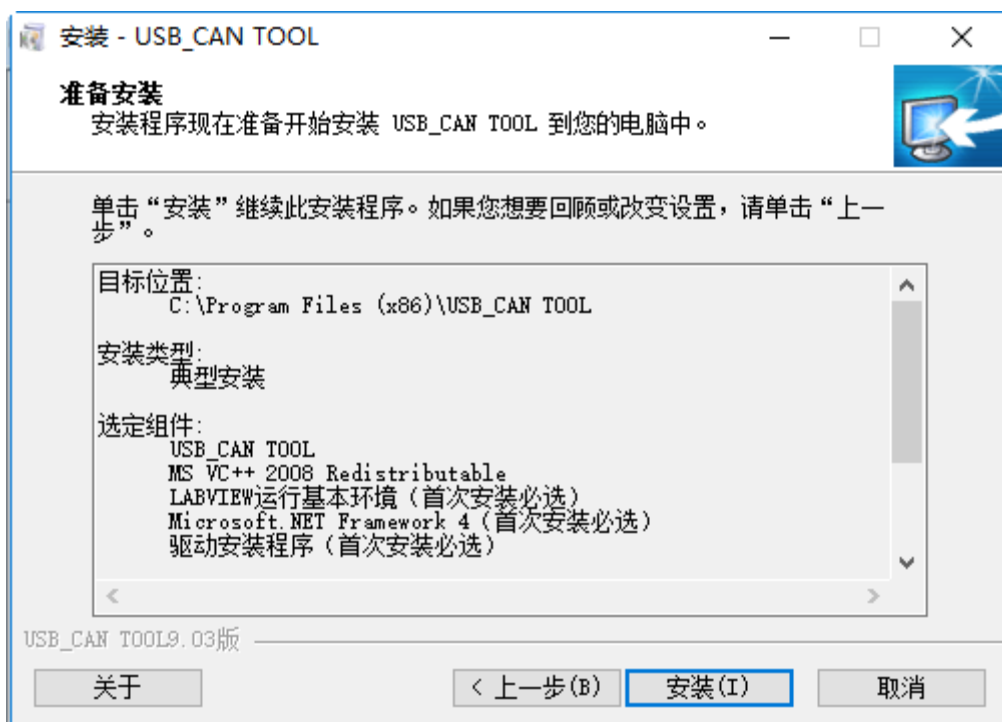 安装 - USB_CAN TOOL
准备安装
安装程序现在准备开始安装 USB_CAN TOOL 到您的电脑中。
单击“安装”继续此安装程序。如果您想要回顾或改变设置，请单击“上一
步”。
目标位置:
C:\Program Files (x86)\USB_CAN TOOL
安装类型:
典型安装
选定组件:
USB_CAN TOOL
MS VC++ 2008 Redistributable
LABVIEW运行基本环境（首次安装必选）
Microsoft.NET Framework 4（首次安装必选）
驱动安装程序（首次安装必选）
USB_CAN TOOL9.03版
关于
< 上一步(B)
安装(I)
取消